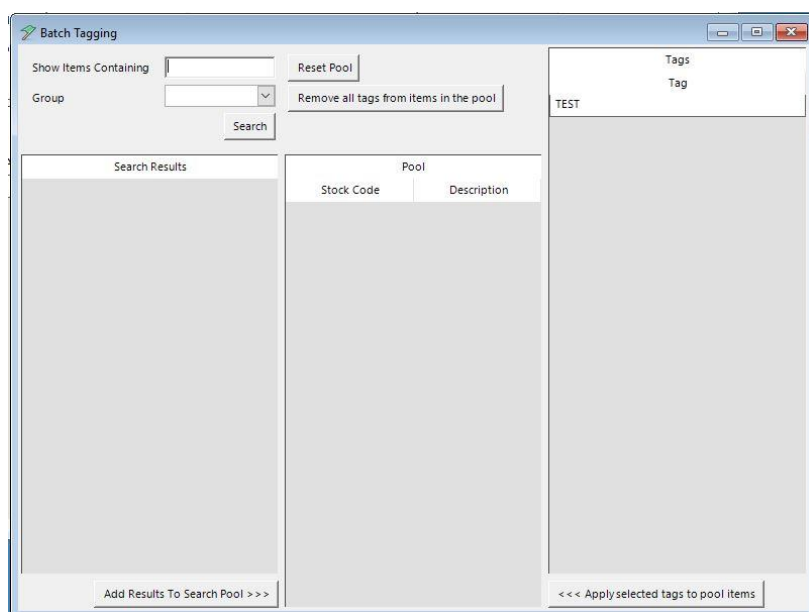 Batch Tagging
Show Items Containing
Group
Search
Reset Pool
Remove all tags from items in the pool
Search Results
Pool
Stock Code Description
Tags
Tag
TEST
Add Results To Search Pool >>>
<<< Apply selected tags to pool items